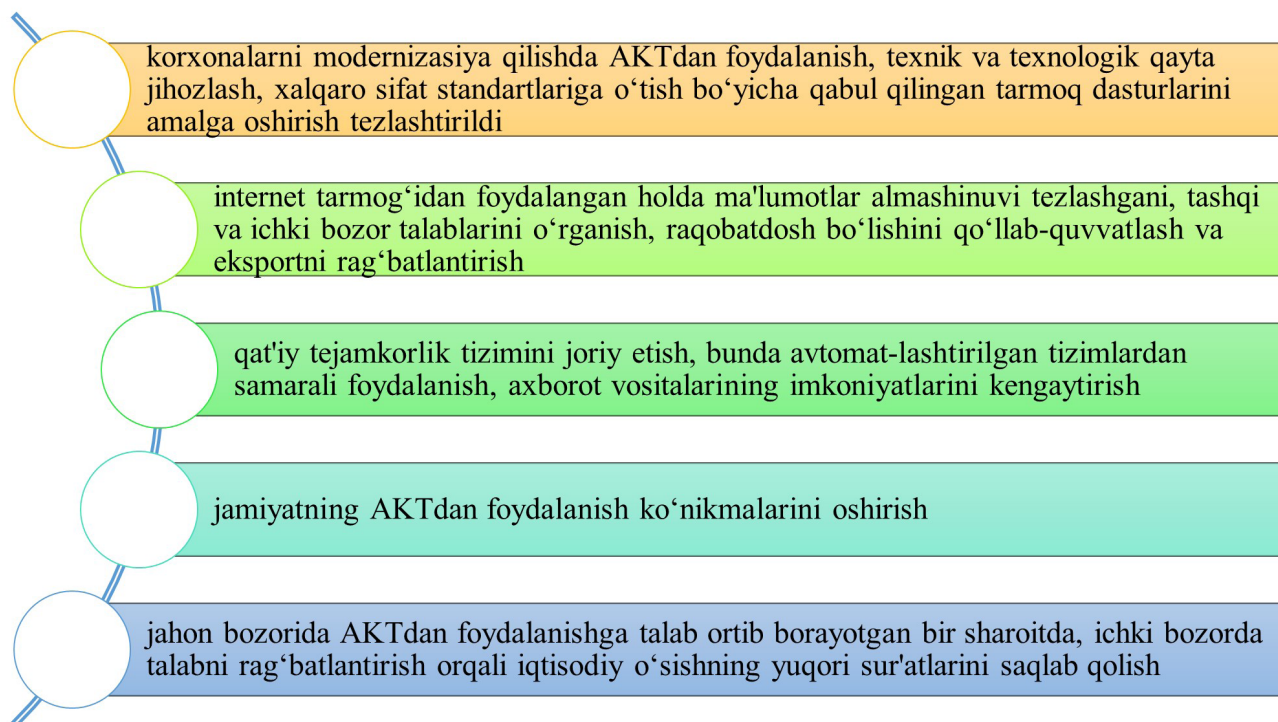 korxonalarni modernizasiya qilishda AKTdan foydalanish, texnik va texnologik qayta
jihozlash, xalqaro sifat standartlariga o‘tish bo‘yicha qabul qilingan tarmoq dasturlarini
amalga oshirish tezlashtirildi
internet tarmog‘idan foydalangan holda ma'lumotlar almashinuvi tezlashgani, tashqi
va ichki bozor talablarini o‘rganish, raqobatdosh bo‘lishini qo‘llab-quvvatlash va
eksportni rag‘batlantirish
qat'iy tejamkorlik tizimini joriy etish, bunda avtomat-lashtirilgan tizimlardan
samarali foydalanish, axborot vositalarining imkoniyatlarini kengaytirish
jamiyatning AKTdan foydalanish ko‘nikmalarini oshirish
jahon bozorida AKTdan foydalanishga talab ortib borayotgan bir sharoitda, ichki bozorda
talabni rag‘batlantirish orqali iqtisodiy o‘sishning yuqori sur'atlarini saqlab qolish